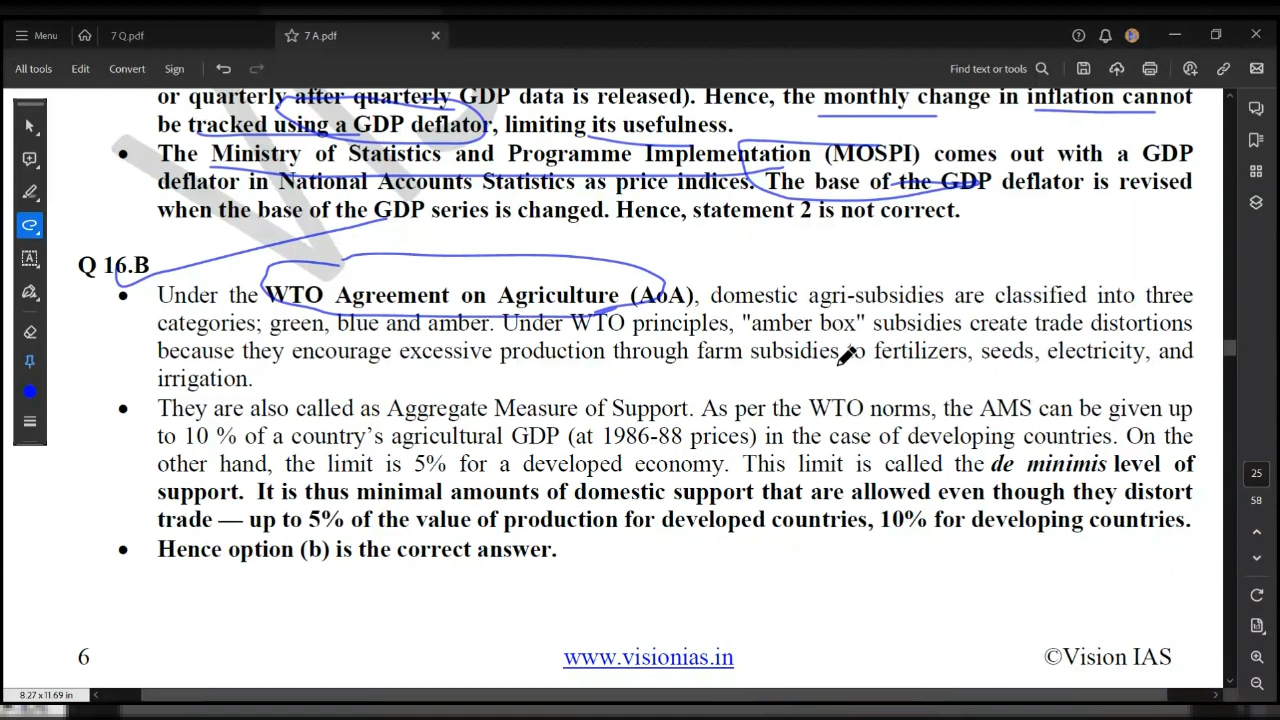 Menu
7 Q.pdf
7 A.pdf
All tools
Edit
Convert
Sign
Find text or tools
or quarterly after quarterly GDP data is released). Hence, the monthly change in inflation cannot
be tracked using a GDP deflator, limiting its usefulness.
• The Ministry of Statistics and Programme Implementation (MOSPI) comes out with a GDP
deflator in National Accounts Statistics as price indices. The base of the GDP deflator is revised
when the base of the GDP series is changed. Hence, statement 2 is not correct.
Q 16.B
• Under the WTO Agreement on Agriculture (AoA), domestic agri-subsidies are classified into three
categories; green, blue and amber. Under WTO principles, "amber box" subsidies create trade distortions
because they encourage excessive production through farm subsidies to fertilizers, seeds, electricity, and
irrigation.
• They are also called as Aggregate Measure of Support. As per the WTO norms, the AMS can be given up
to 10 % of a country’s agricultural GDP (at 1986-88 prices) in the case of developing countries. On the
other hand, the limit is 5% for a developed economy. This limit is called the de minimis level of
support. It is thus minimal amounts of domestic support that are allowed even though they distort
trade — up to 5% of the value of production for developed countries, 10% for developing countries.
• Hence option (b) is the correct answer.
6
www.visionias.in
©Vision IAS
8.27 x 11.69 in
25
58